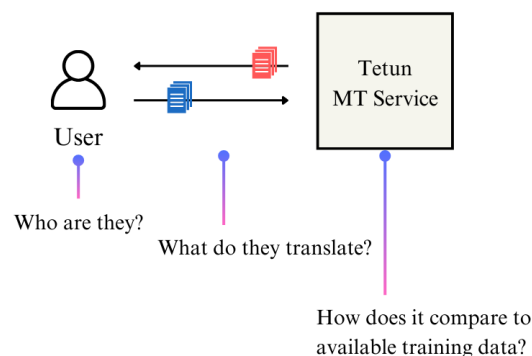 Tetun
MT Service
User
Who are they?
What do they translate?
How does it compare to
available training data?